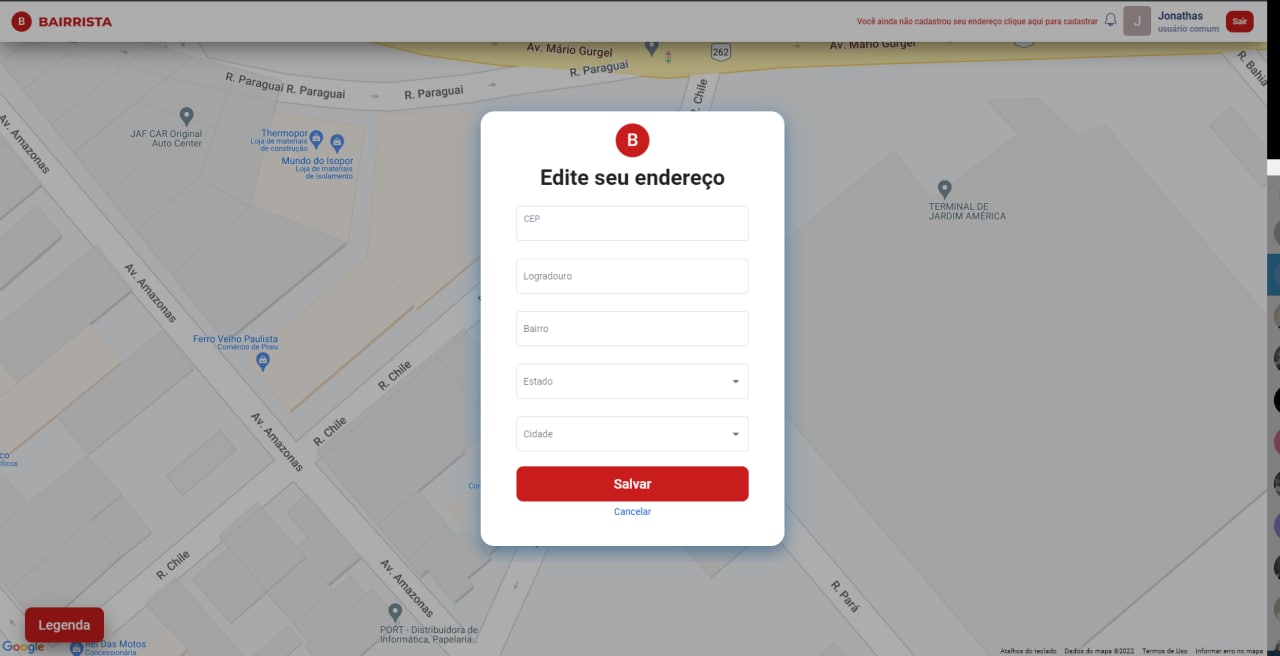 B BAIRRISTA
Você ainda não cadastrou seu endereço clique aqui para cadastrar
J
Jonathas
usuário comum
Sair
Av. Mário Gurgel
262
Av. Mário Gurgel
R. Paraguai
R. Paraguai R. Paraguai
R. Paraguai
R. Chile
R. Bahia
Av. Amazonas
JAF CAR Original
Auto Center
Thermopor
Loja de materiais
de construção
Mundo do Isopor
Loja de materiais
de isolamento
B
Edite seu endereço
CEP
Logradouro
Bairro
Estado
Cidade
Salvar
Cancelar
TERMINAL DE
JARDIM AMÉRICA
Av. Amazonas
Ferro Velho Paulista
Comércio de Pneu
R. Chile
R. Chile
Av. Amazonas
R. Chile
Av. Amazonas
R. Pará
PORT - Distribuidora de
Informática, Papelaria...
Legenda
Google
Rei Das Motos
Concessionária
Atalhos do teclado
Dados do mapa ©2022
Termos de Uso
Informar erro no mapa